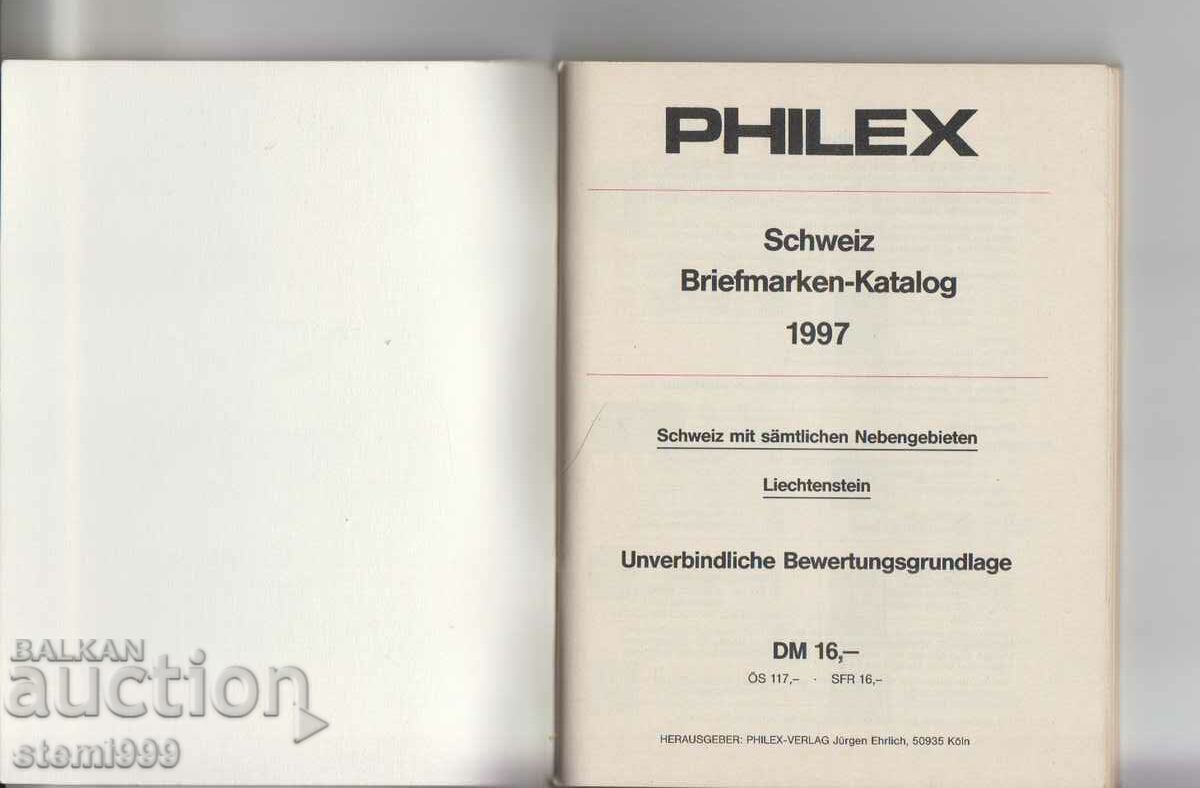 PHILEX
Schweiz
Briefmarken-Katalog
1997
Schweiz mit sämtlichen Nebengebieten
Liechtenstein
Unverbindliche Bewertungsgrundlage
DM 16,–
ÖS 117,– · SFR 16,–
HERAUSGEBER: PHILEX-VERLAG Jürgen Ehrlich, 50935 Köln
BALKAN
auction
stemi999